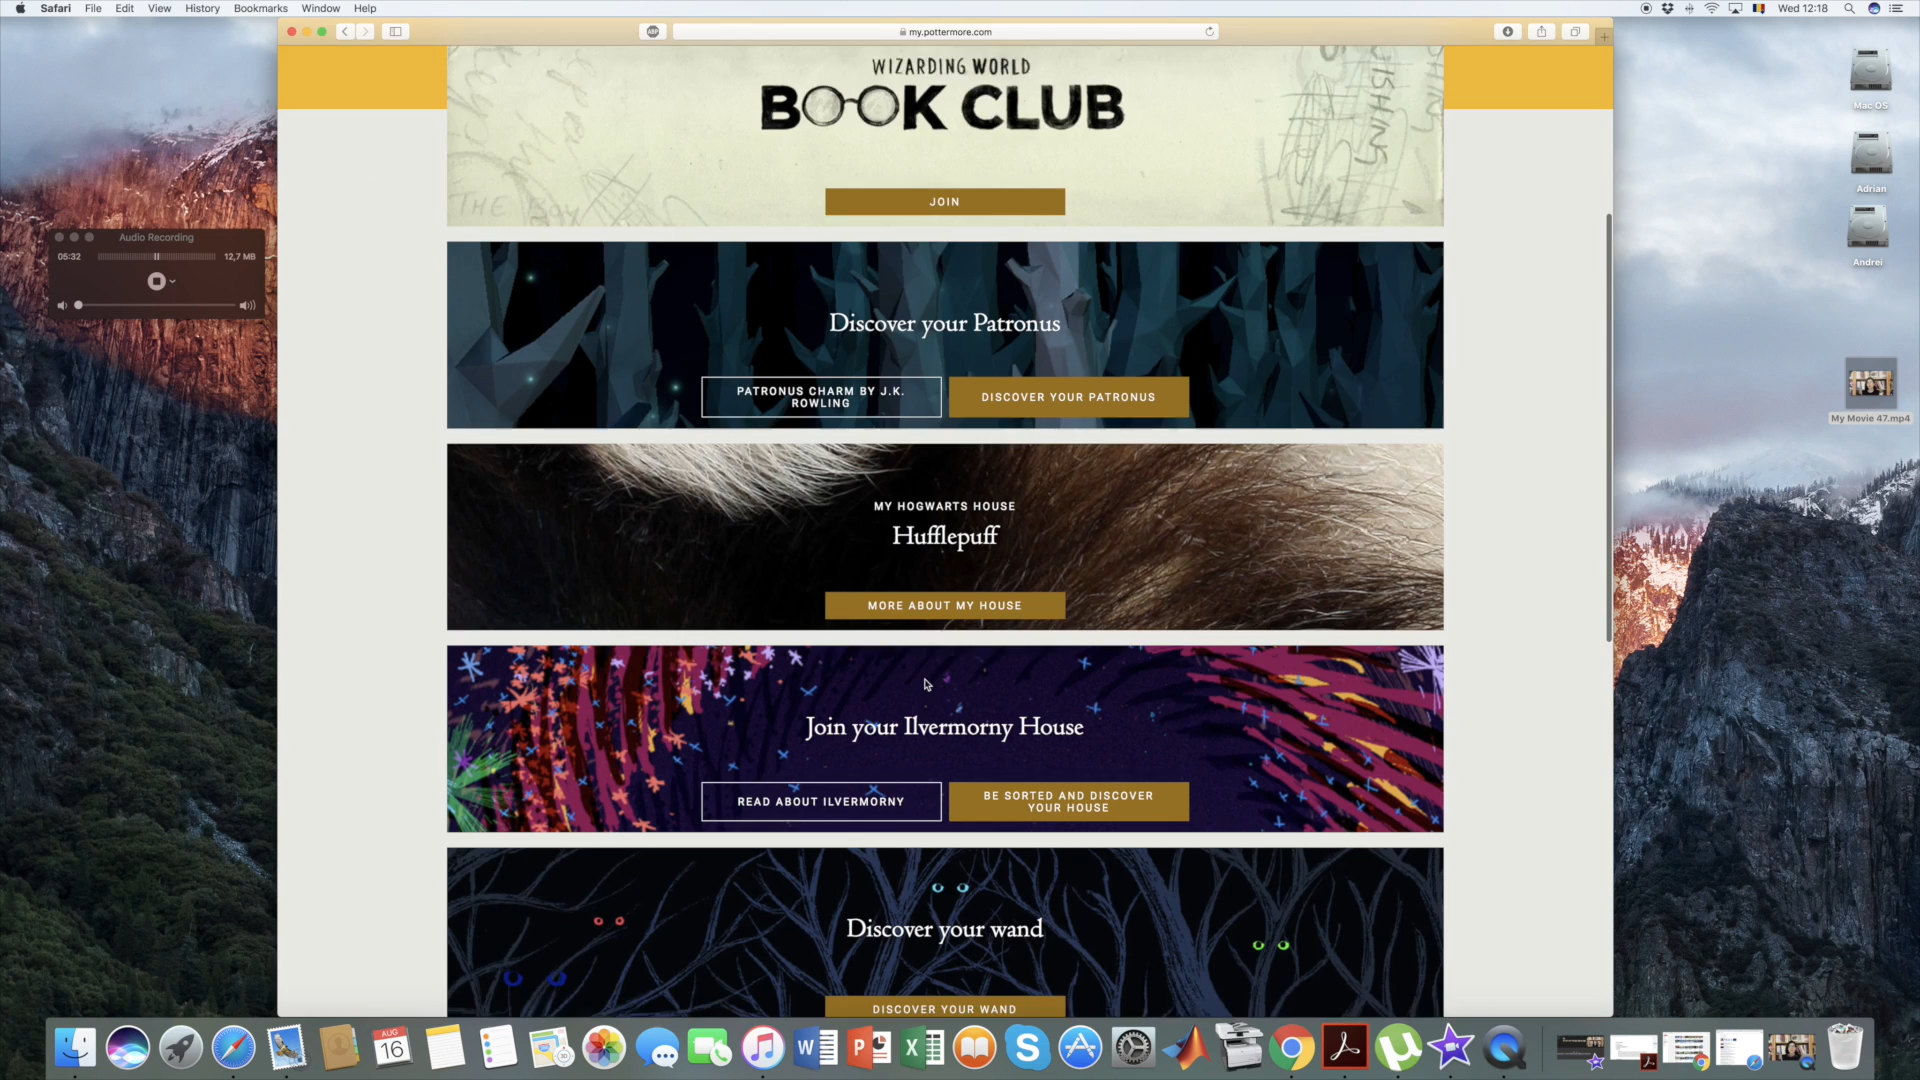 Safari File Edit View History Bookmarks Window Help
Wed 12:18
ABP
my.pottermore.com
WIZARDING WORLD
BOOK CLUB
THE BOY
JOIN
Mac OS
Adrian
Andrei
My Movie 47.mp4
Audio Recording
05:32
12,7 MB
Discover your Patronus
PATRONUS CHARM BY J.K.
ROWLING
DISCOVER YOUR PATRONUS
MY HOGWARTS HOUSE
Hufflepuff
MORE ABOUT MY HOUSE
Join your Ilvermorny House
READ ABOUT ILVERMORNY
BE SORTED AND DISCOVER
YOUR HOUSE
Discover your wand
DISCOVER YOUR WAND
AUG
16